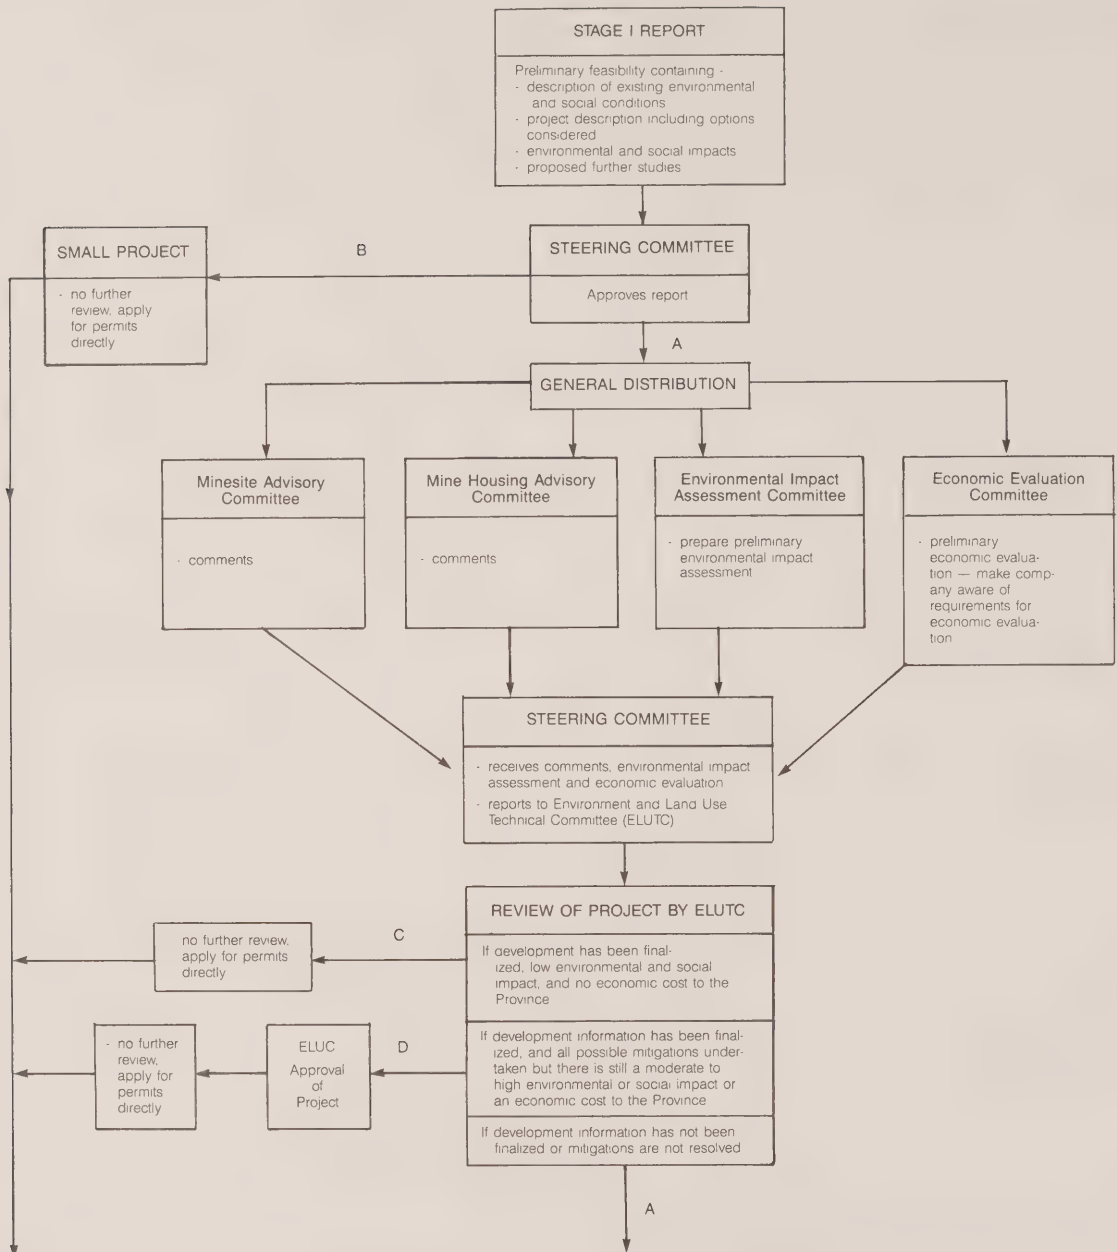 STAGE I REPORT
Preliminary feasibility containing -
- description of existing environmental
and social conditions
- project description including options
considered
- environmental and social impacts
- proposed further studies
SMALL PROJECT
- no further
review, apply
for permits
directly
B
STEERING COMMITTEE
Approves report
A
GENERAL DISTRIBUTION
Minesite Advisory
Committee
- comments
Mine Housing Advisory
Committee
- comments
Environmental Impact
Assessment Committee
- prepare preliminary
environmental impact
assessment
Economic Evaluation
Committee
- preliminary
economic evalua-
tion — make comp-
any aware of
requirements for
economic evalua-
tion
STEERING COMMITTEE
- receives comments, environmental impact
assessment and economic evaluation
- reports to Environment and Land Use
Technical Committee (ELUTC)
REVIEW OF PROJECT BY ELUTC
If development has been final-
ized, low environmental and social
impact, and no economic cost to the
Province
C
no further review,
apply for permits
directly
If development information has been final-
ized, and all possible mitigations under-
taken but there is still a moderate to
high environmental or social impact or
an economic cost to the Province
D
ELUC
Approval
of
Project
- no further
review,
apply for
permits
directly
If development information has not been
finalized or mitigations are not resolved
A